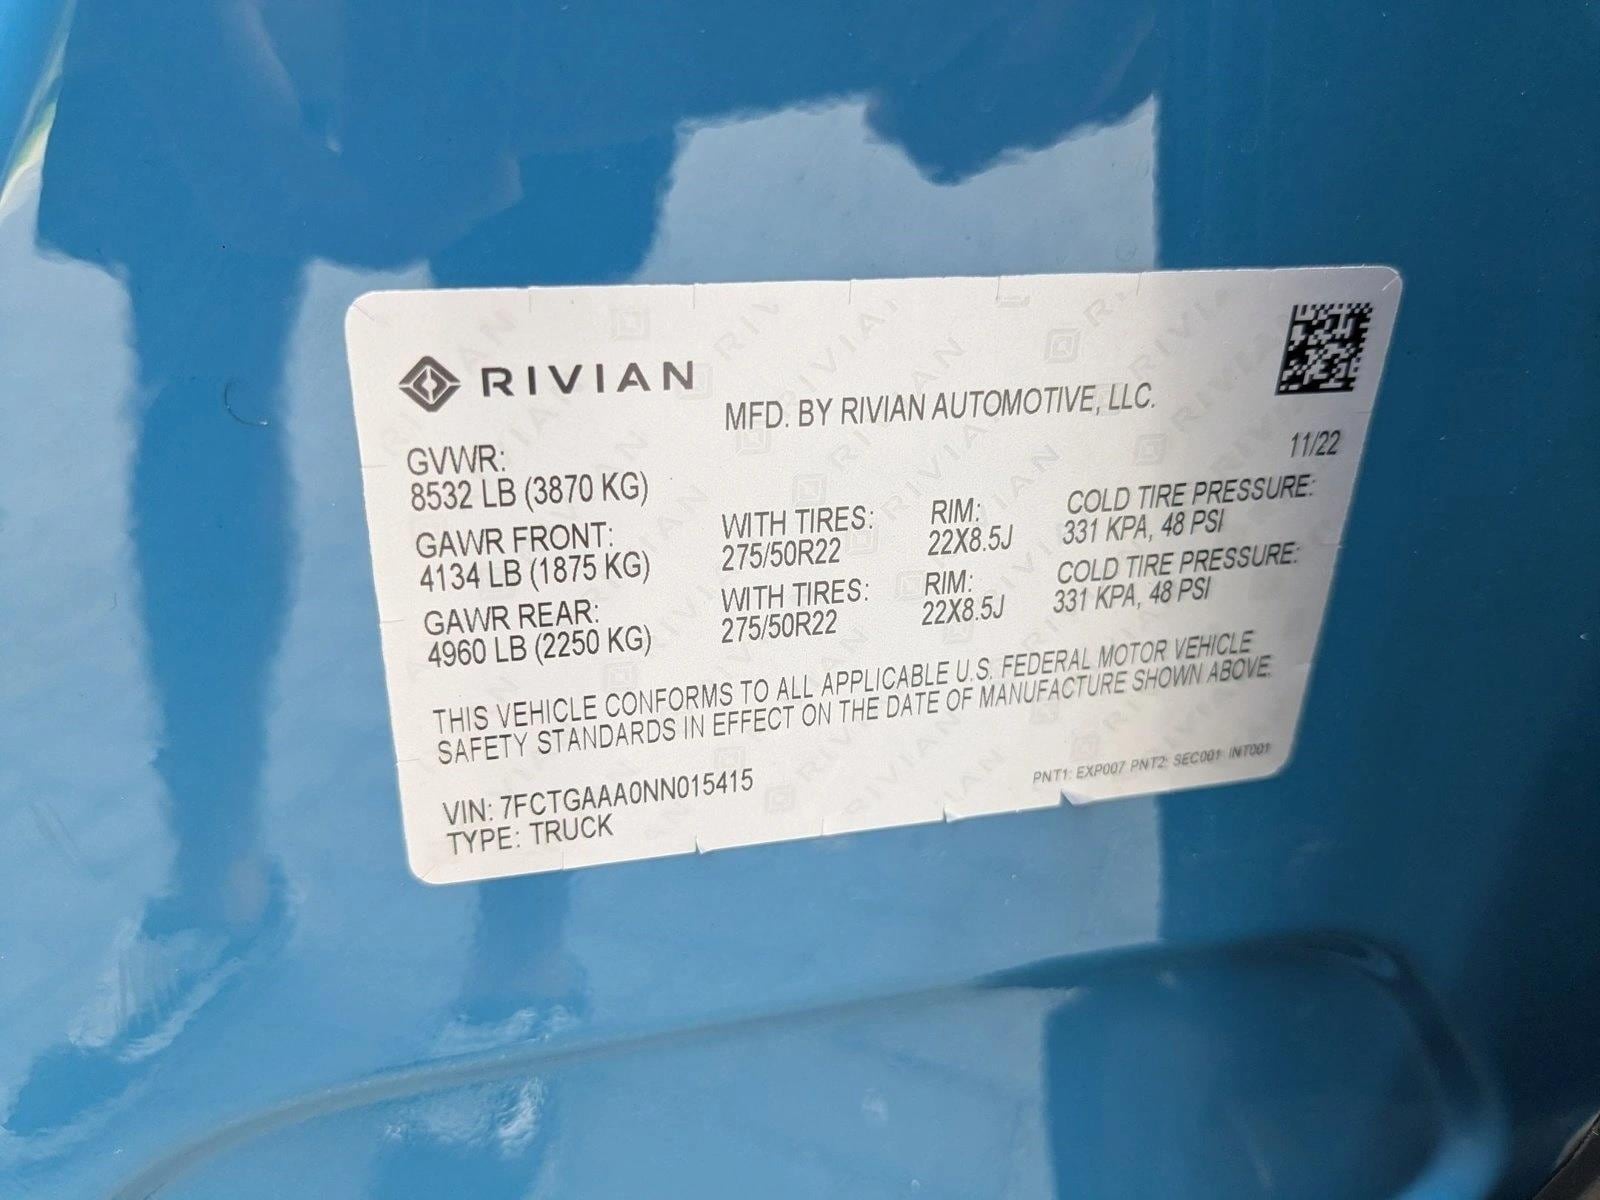 RIVIAN
MFD. BY RIVIAN AUTOMOTIVE, LLC.
11/22
GVWR:
8532 LB (3870 KG)
GAWR FRONT: WITH TIRES: RIM: COLD TIRE PRESSURE:
4134 LB (1875 KG) 275/50R22 22X8.5J 331 KPA, 48 PSI
GAWR REAR: WITH TIRES: RIM: COLD TIRE PRESSURE:
4960 LB (2250 KG) 275/50R22 22X8.5J 331 KPA, 48 PSI
THIS VEHICLE CONFORMS TO ALL APPLICABLE U.S. FEDERAL MOTOR VEHICLE
SAFETY STANDARDS IN EFFECT ON THE DATE OF MANUFACTURE SHOWN ABOVE.
PNT1: EXP007 PNT2: SEC001 INT001
VIN: 7FCTGAAA0NN015415
TYPE: TRUCK